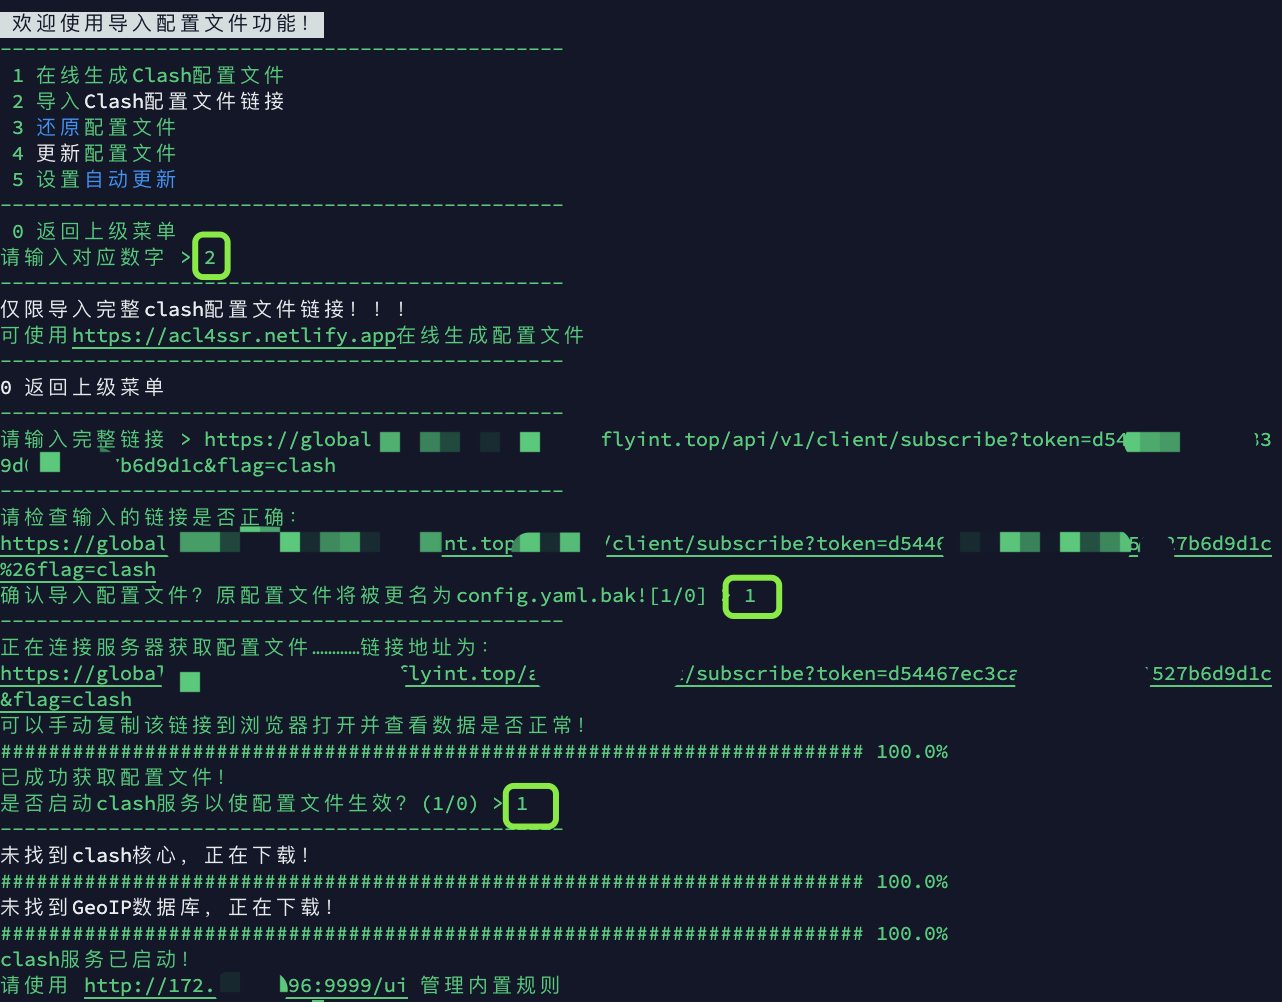 欢迎使用导入配置文件功能！
-----------------------------------------------
1 在线生成Clash配置文件
2 导入Clash配置文件链接
3 还原配置文件
4 更新配置文件
5 设置自动更新
-----------------------------------------------
0 返回上级菜单
请输入对应数字 >2
-----------------------------------------------
仅限导入完整clash配置文件链接！！！
可使用https://acl4ssr.netlify.app在线生成配置文件
-----------------------------------------------
0 返回上级菜单
-----------------------------------------------
请输入完整链接 > https://global flyint.top/api/v1/client/subscribe?token=d54 3
9d 7b6d9d1c&flag=clash
-----------------------------------------------
请检查输入的链接是否正确：
https://global nt.top /client/subscribe?token=d5446 5 27b6d9d1c
%26flag=clash
确认导入配置文件？原配置文件将被更名为config.yaml.bak![1/0] 1
-----------------------------------------------
正在连接服务器获取配置文件…………链接地址为：
https://global flyint.top/a /subscribe?token=d54467ec3ca 527b6d9d1c
&flag=clash
可以手动复制该链接到浏览器打开并查看数据是否正常！
######################################################################## 100.0%
已成功获取配置文件！
是否启动clash服务以使配置文件生效？(1/0) >1
-----------------------------------------------
未找到clash核心，正在下载！
######################################################################## 100.0%
未找到GeoIP数据库，正在下载！
######################################################################## 100.0%
clash服务已启动！
请使用 http://172. 96:9999/ui 管理内置规则